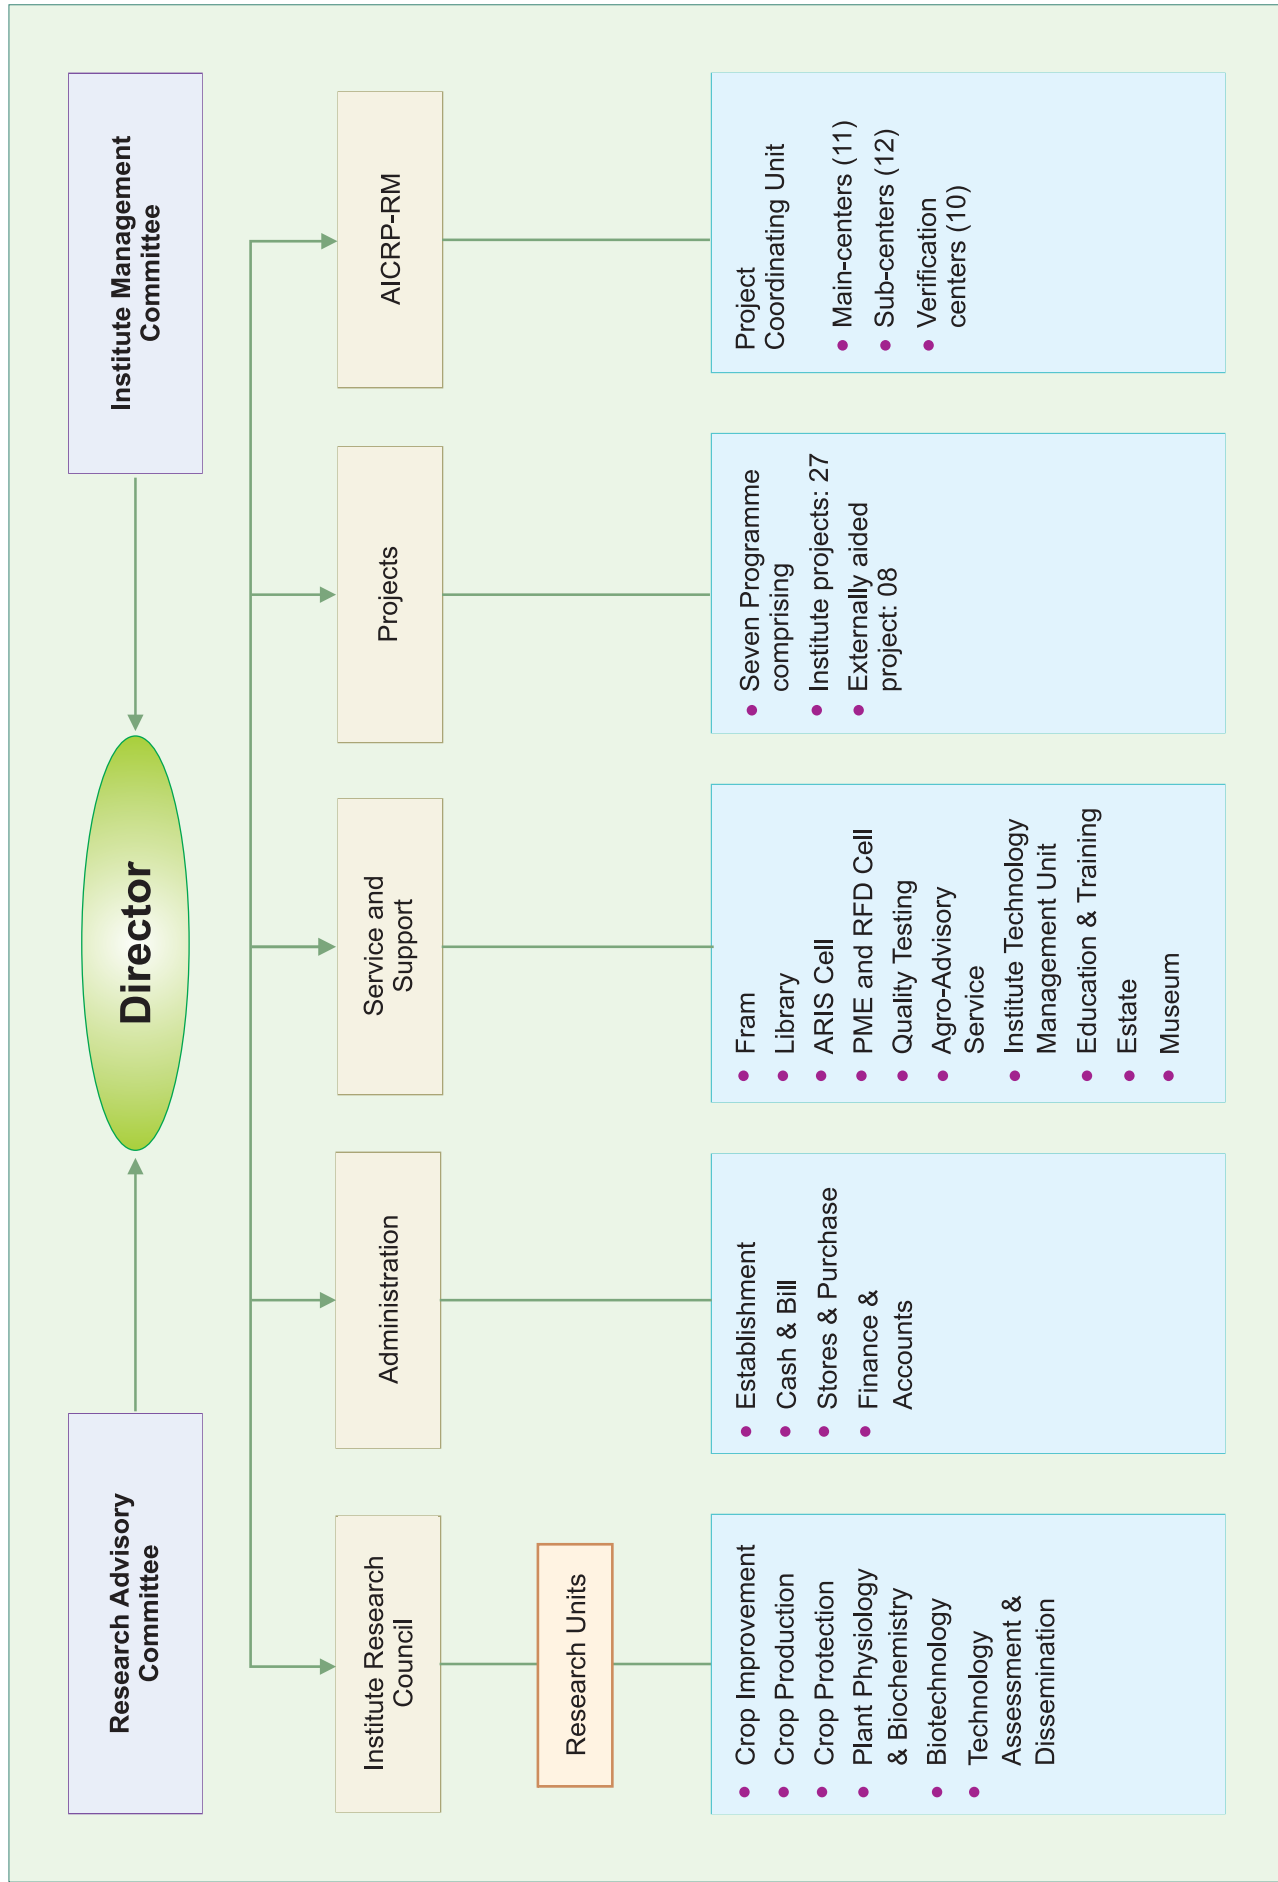 Research Advisory
Committee
Director
Institute Management
Committee
Institute Research
Council
Administration
Service and
Support
Projects
AICRP-RM
Research Units
● Crop Improvement
● Crop Production
● Crop Protection
● Plant Physiology
& Biochemistry
● Biotechnology
● Technology
Assessment &
Dissemination
● Establishment
● Cash & Bill
● Stores & Purchase
● Finance &
Accounts
● Fram
● Library
● ARIS Cell
● PME and RFD Cell
● Quality Testing
● Agro-Advisory
Service
● Institute Technology
Management Unit
● Education & Training
● Estate
● Museum
● Seven Programme
comprising
● Institute projects: 27
● Externally aided
project: 08
Project
Coordinating Unit
● Main-centers (11)
● Sub-centers (12)
● Verification
centers (10)